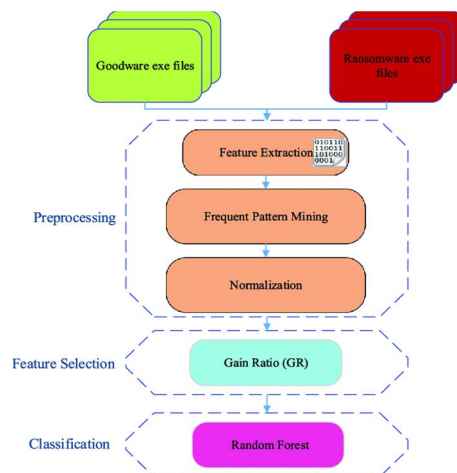 Goodware exe files
Ransomware exe
files
Feature Extraction
010110
110011
101000
0001
Preprocessing
Frequent Pattern Mining
Normalization
Feature Selection
Gain Ratio (GR)
Classification
Random Forest